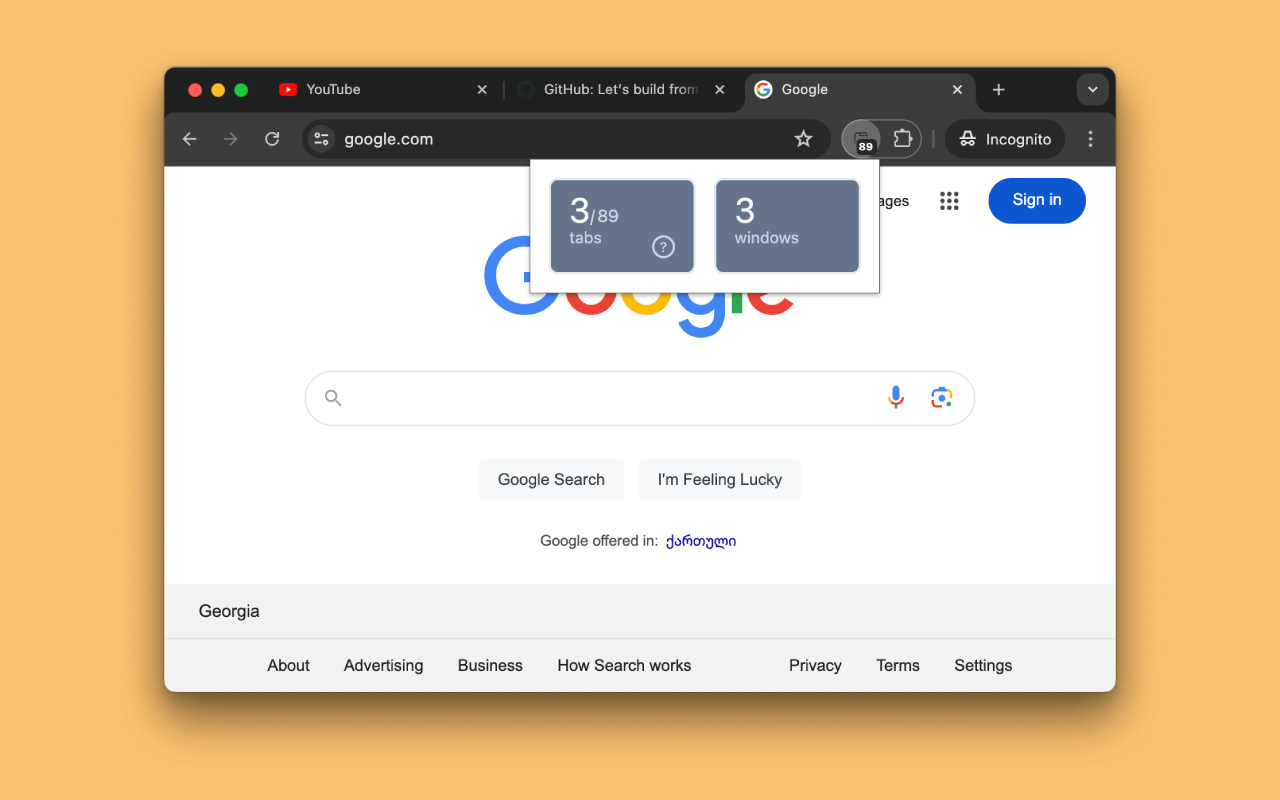 YouTube
GitHub: Let's build from
Google
google.com
89
Incognito
3/89
tabs
?
3
windows
ages
Sign in
Google
Google Search
I'm Feeling Lucky
Google offered in: ქართული
Georgia
About Advertising Business How Search works Privacy Terms Settings